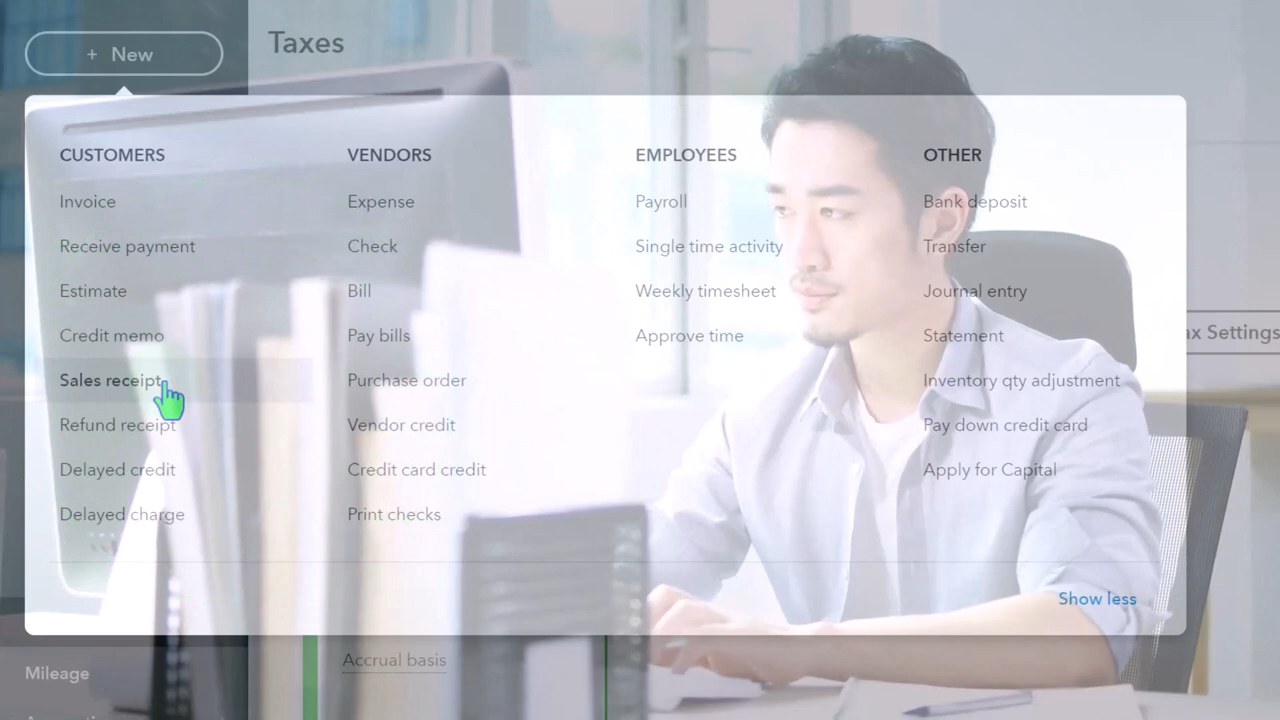 + New
Taxes
CUSTOMERS
Invoice
Receive payment
Estimate
Credit memo
Sales receipt
Refund receipt
Delayed credit
Delayed charge
VENDORS
Expense
Check
Bill
Pay bills
Purchase order
Vendor credit
Credit card credit
Print checks
EMPLOYEES
Payroll
Single time activity
Weekly timesheet
Approve time
OTHER
Bank deposit
Transfer
Journal entry
Statement
Inventory qty adjustment
Pay down credit card
Apply for Capital
Show less
ax Settings
Accrual basis
Mileage